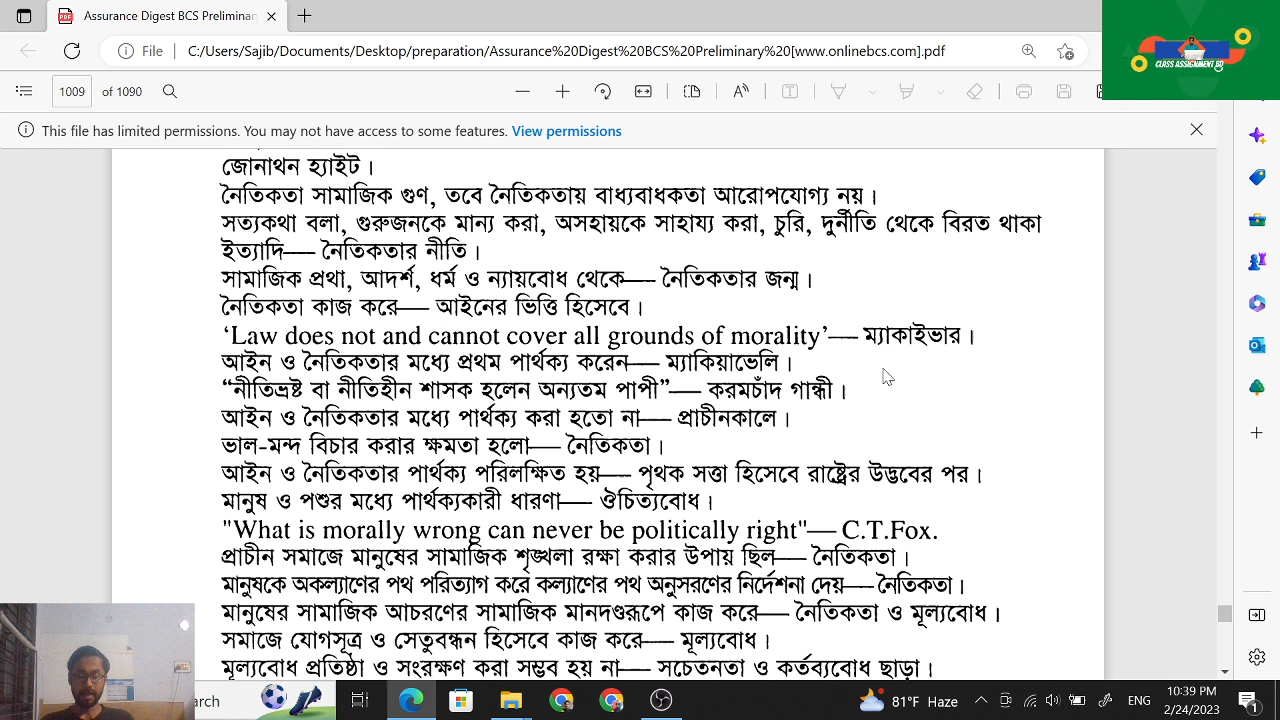 Assurance Digest BCS Preliminary
File C:/Users/Sajib/Documents/Desktop/preparation/Assurance%20Digest%20BCS%20Preliminary%20[www.onlinebcs.com].pdf
CLASS ASSIGNMENT BD
1009 of 1090
This file has limited permissions. You may not have access to some features. View permissions
জোনাথন হ্যাইট।
নৈতিকতা সামাজিক গুণ, তবে নৈতিকতায় বাধ্যবাধকতা আরোপযোগ্য নয়।
সত্যকথা বলা, গুরুজনকে মান্য করা, অসহায়কে সাহায্য করা, চুরি, দুর্নীতি থেকে বিরত থাকা
ইত্যাদি— নৈতিকতার নীতি।
সামাজিক প্রথা, আদর্শ, ধর্ম ও ন্যায়বোধ থেকে— নৈতিকতার জন্ম।
নৈতিকতা কাজ করে— আইনের ভিত্তি হিসেবে।
‘Law does not and cannot cover all grounds of morality’— ম্যাকাইভার।
আইন ও নৈতিকতার মধ্যে প্রথম পার্থক্য করেন— ম্যাকিয়াভেলি।
“নীতিভ্রষ্ট বা নীতিহীন শাসক হলেন অন্যতম পাপী”— করমচাঁদ গান্ধী।
আইন ও নৈতিকতার মধ্যে পার্থক্য করা হতো না— প্রাচীনকালে।
ভাল-মন্দ বিচার করার ক্ষমতা হলো— নৈতিকতা।
আইন ও নৈতিকতার পার্থক্য পরিলক্ষিত হয়— পৃথক সত্তা হিসেবে রাষ্ট্রের উদ্ভবের পর।
মানুষ ও পশুর মধ্যে পার্থক্যকারী ধারণা— ঔচিত্যবোধ।
"What is morally wrong can never be politically right"— C.T.Fox.
প্রাচীন সমাজে মানুষের সামাজিক শৃঙ্খলা রক্ষা করার উপায় ছিল— নৈতিকতা।
মানুষকে অকল্যাণের পথ পরিত্যাগ করে কল্যাণের পথ অনুসরণের নির্দেশনা দেয়— নৈতিকতা।
মানুষের সামাজিক আচরণের সামাজিক মানদণ্ডরূপে কাজ করে— নৈতিকতা ও মূল্যবোধ।
সমাজে যোগসূত্র ও সেতুবন্ধন হিসেবে কাজ করে— মূল্যবোধ।
মূল্যবোধ প্রতিষ্ঠা ও সংরক্ষণ করা সম্ভব হয় না— সচেতনতা ও কর্তব্যবোধ ছাড়া।
rch
81°F Haze
ENG
10:39 PM
2/24/2023
1